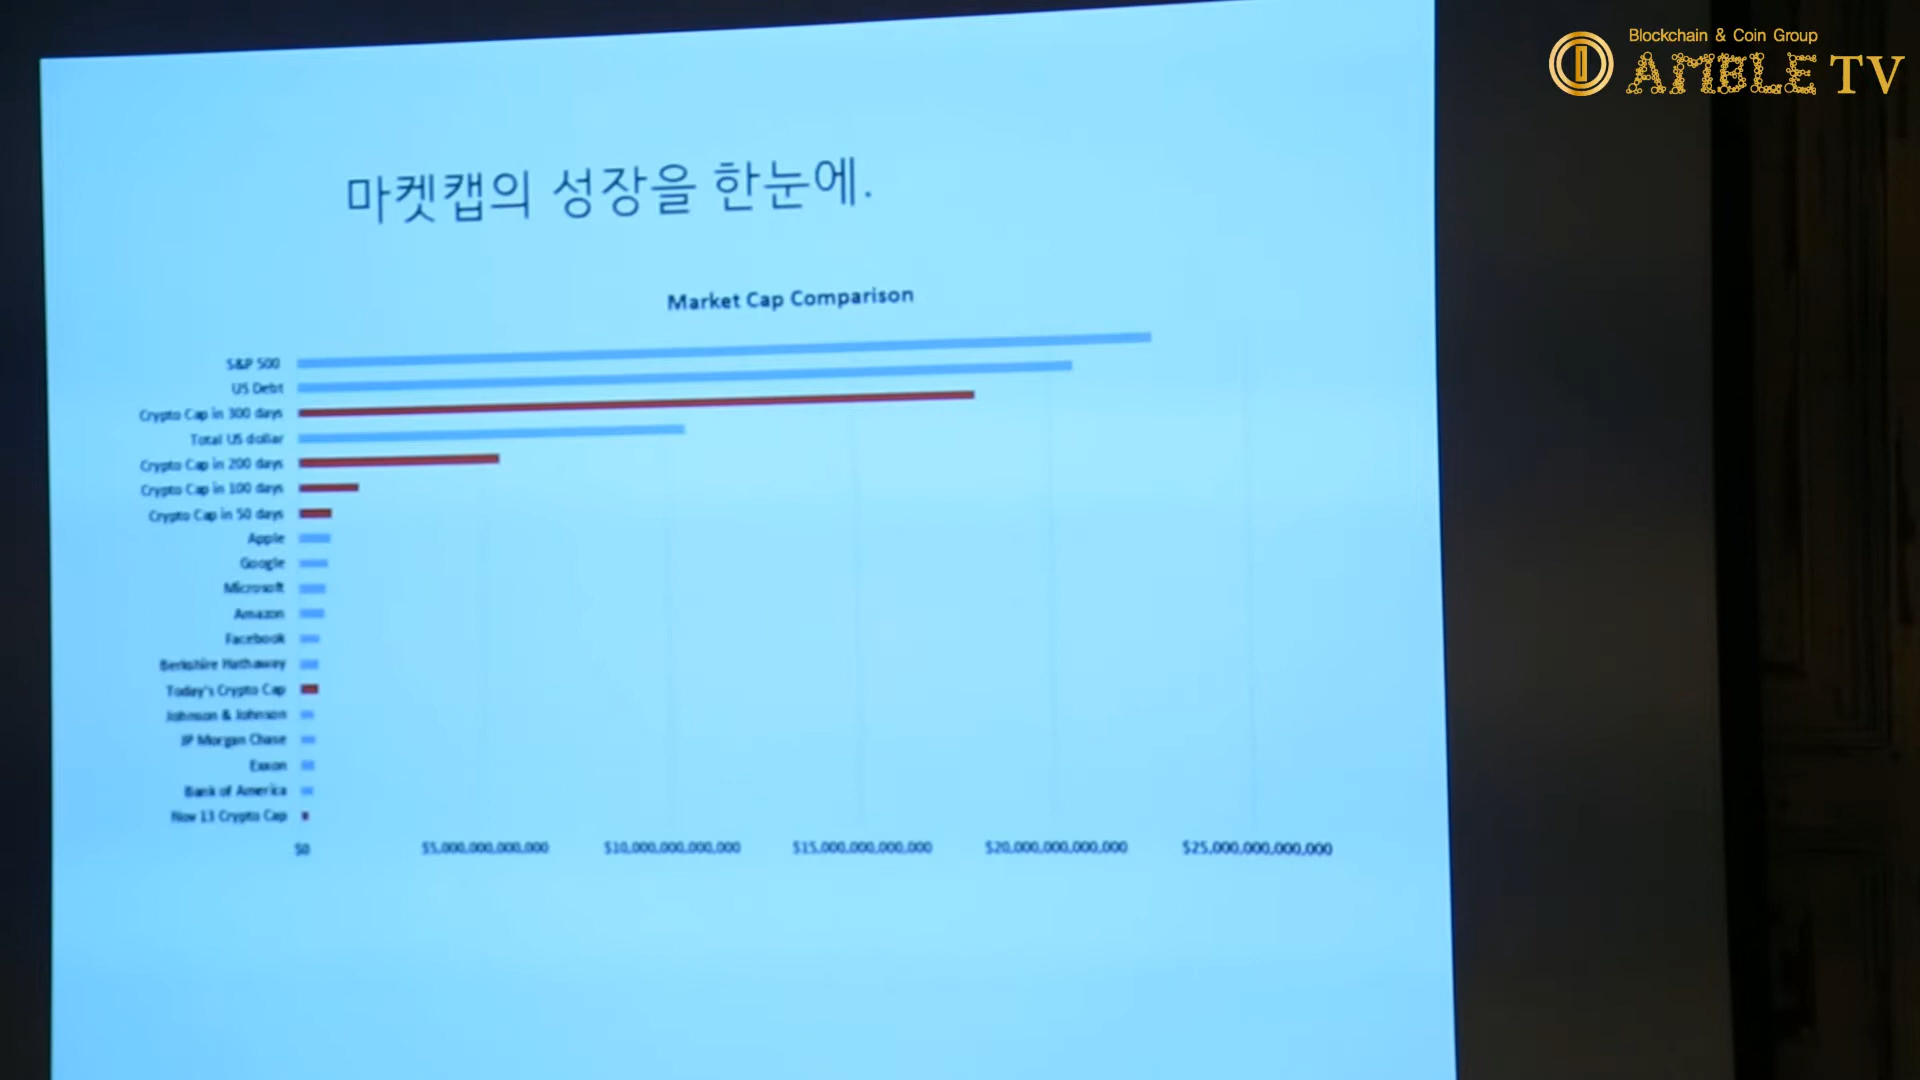 Blockchain & Coin Group
AMBLE TV
마켓캡의 성장을 한눈에.
Market Cap Comparison
S&P 500
US Debt
Crypto Cap in 300 days
Total US dollar
Crypto Cap in 200 days
Crypto Cap in 100 days
Crypto Cap in 50 days
Apple
Google
Microsoft
Amazon
Facebook
Berkshire Hathaway
Today's Crypto Cap
Johnson & Johnson
JP Morgan Chase
Exxon
Bank of America
Nov 13 Crypto Cap
$0 $5,000,000,000,000 $10,000,000,000,000 $15,000,000,000,000 $20,000,000,000,000 $25,000,000,000,000